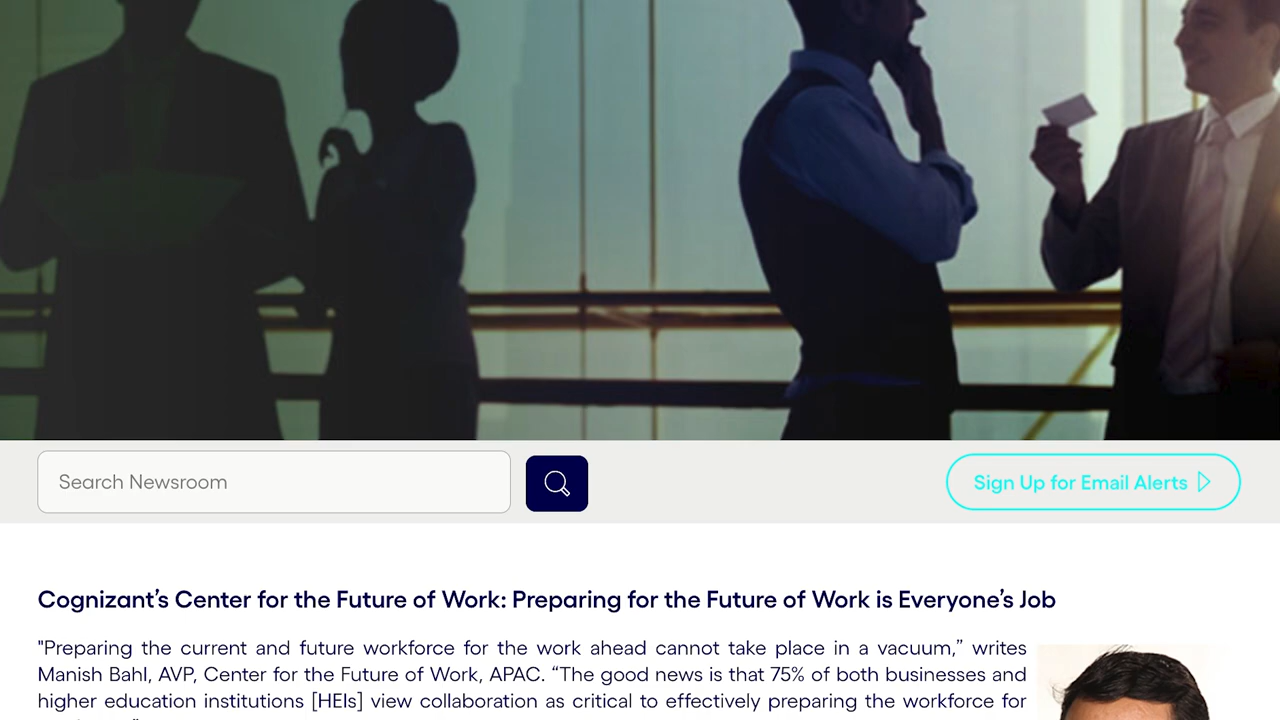 Search Newsroom
Sign Up for Email Alerts
Cognizant’s Center for the Future of Work: Preparing for the Future of Work is Everyone’s Job
"Preparing the current and future workforce for the work ahead cannot take place in a vacuum,” writes
Manish Bahl, AVP, Center for the Future of Work, APAC. “The good news is that 75% of both businesses and
higher education institutions [HEIs] view collaboration as critical to effectively preparing the workforce for